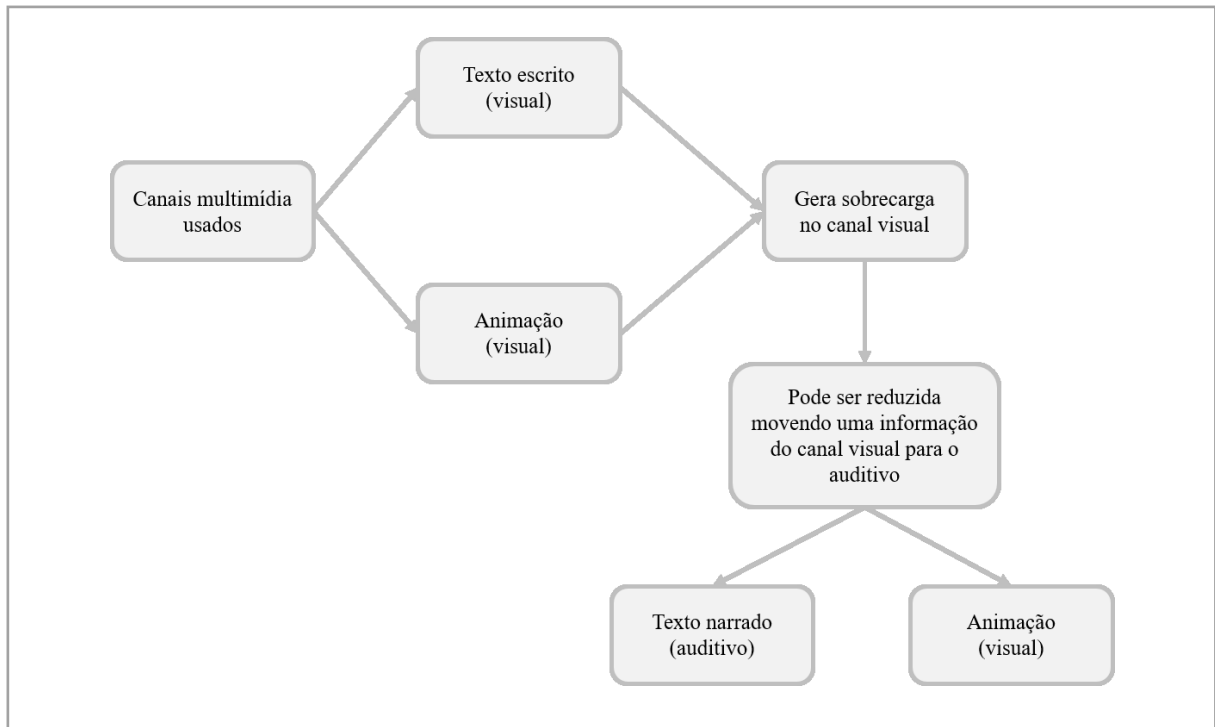 Texto escrito
(visual)
Canais multimídia
usados
Gera sobrecarga
no canal visual
Animação
(visual)
Pode ser reduzida
movendo uma informação
do canal visual para o
auditivo
Texto narrado
(auditivo)
Animação
(visual)